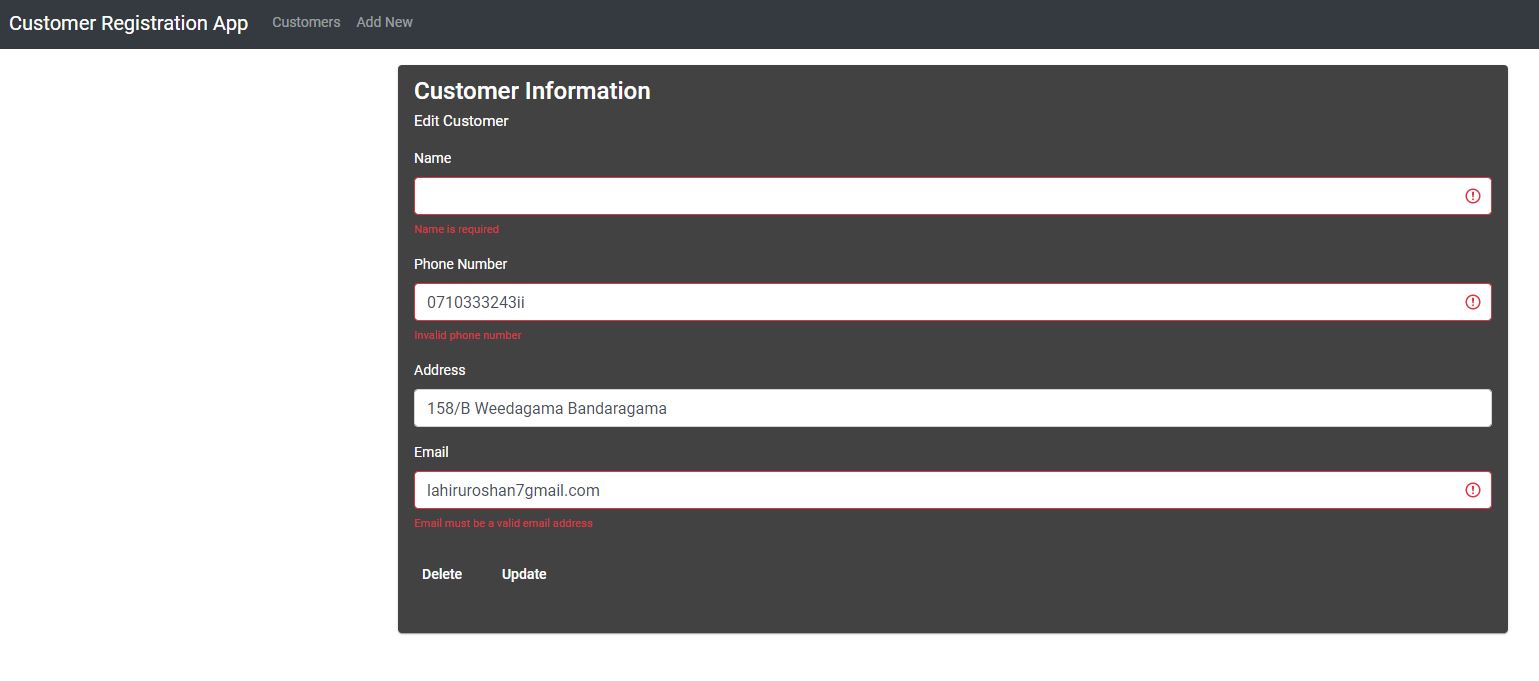 Customer Registration App Customers Add New
Customer Information
Edit Customer
Name
Name is required
Phone Number
0710333243ii
Invalid phone number
Address
158/B Weedagama Bandaragama
Email
lahiruroshan7gmail.com
Email must be a valid email address
Delete Update